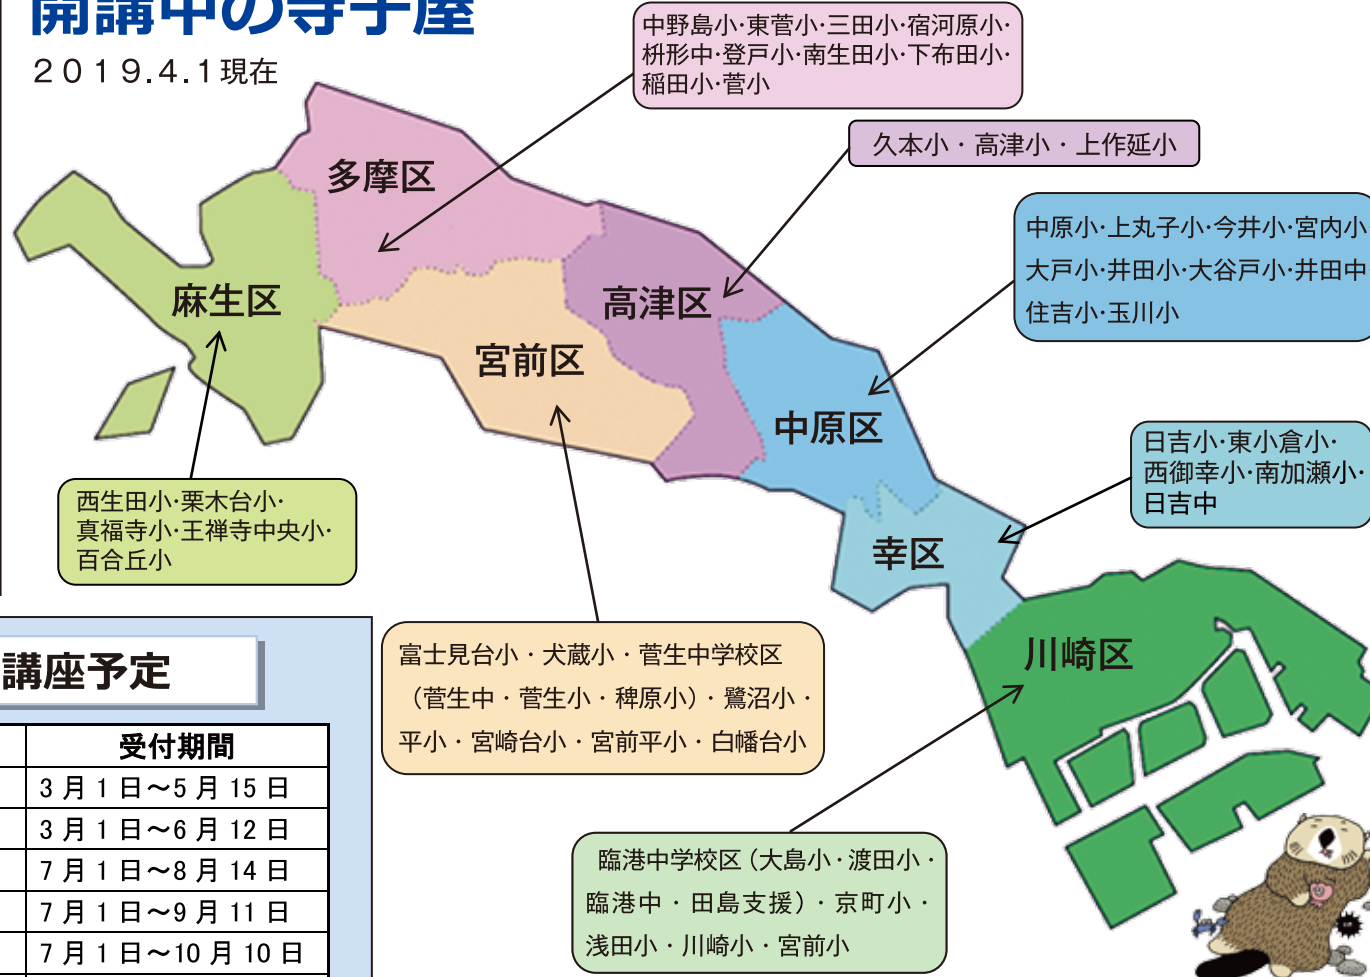 開講中の寺子屋
２０１９.４.１現在
中野島小･東菅小･三田小･宿河原小･
枡形中･登戸小･南生田小･下布田小･
稲田小･菅小
久本小・高津小・上作延小
中原小･上丸子小･今井小･宮内小
大戸小･井田小･大谷戸小･井田中
住吉小･玉川小
日吉小･東小倉小･
西御幸小･南加瀬小･
日吉中
多摩区
麻生区
高津区
宮前区
中原区
幸区
川崎区
西生田小･栗木台小･
真福寺小･王禅寺中央小･
百合丘小
富士見台小・犬蔵小・菅生中学校区
（菅生中・菅生小・稗原小）・鷺沼小・
平小・宮崎台小・宮前平小・白幡台小
臨港中学校区（大島小･渡田小･
臨港中・田島支援）・京町小・
浅田小・川崎小・宮前小
講座予定
受付期間
3 月 1 日～5 月 15 日
3 月 1 日～6 月 12 日
7 月 1 日～8 月 14 日
7 月 1 日～9 月 11 日
7 月 1 日～10 月 10 日